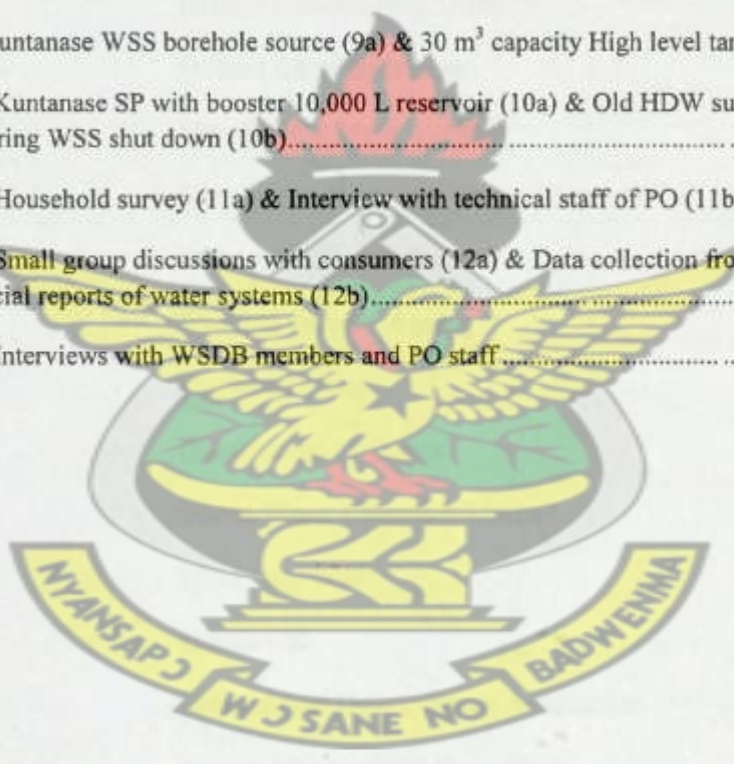 untanase WSS borehole source (9a) & 30 m³ capacity High level tan
Kuntanase SP with booster 10,000 L reservoir (10a) & Old HDW su
ring WSS shut down (10b)................................................
Household survey (11a) & Interview with technical staff of PO (11b
Small group discussions with consumers (12a) & Data collection fro
cial reports of water systems (12b)................................................
Interviews with WSDB members and PO staff................................
NYANSAPƆ WƆSANE NO BADWENMA